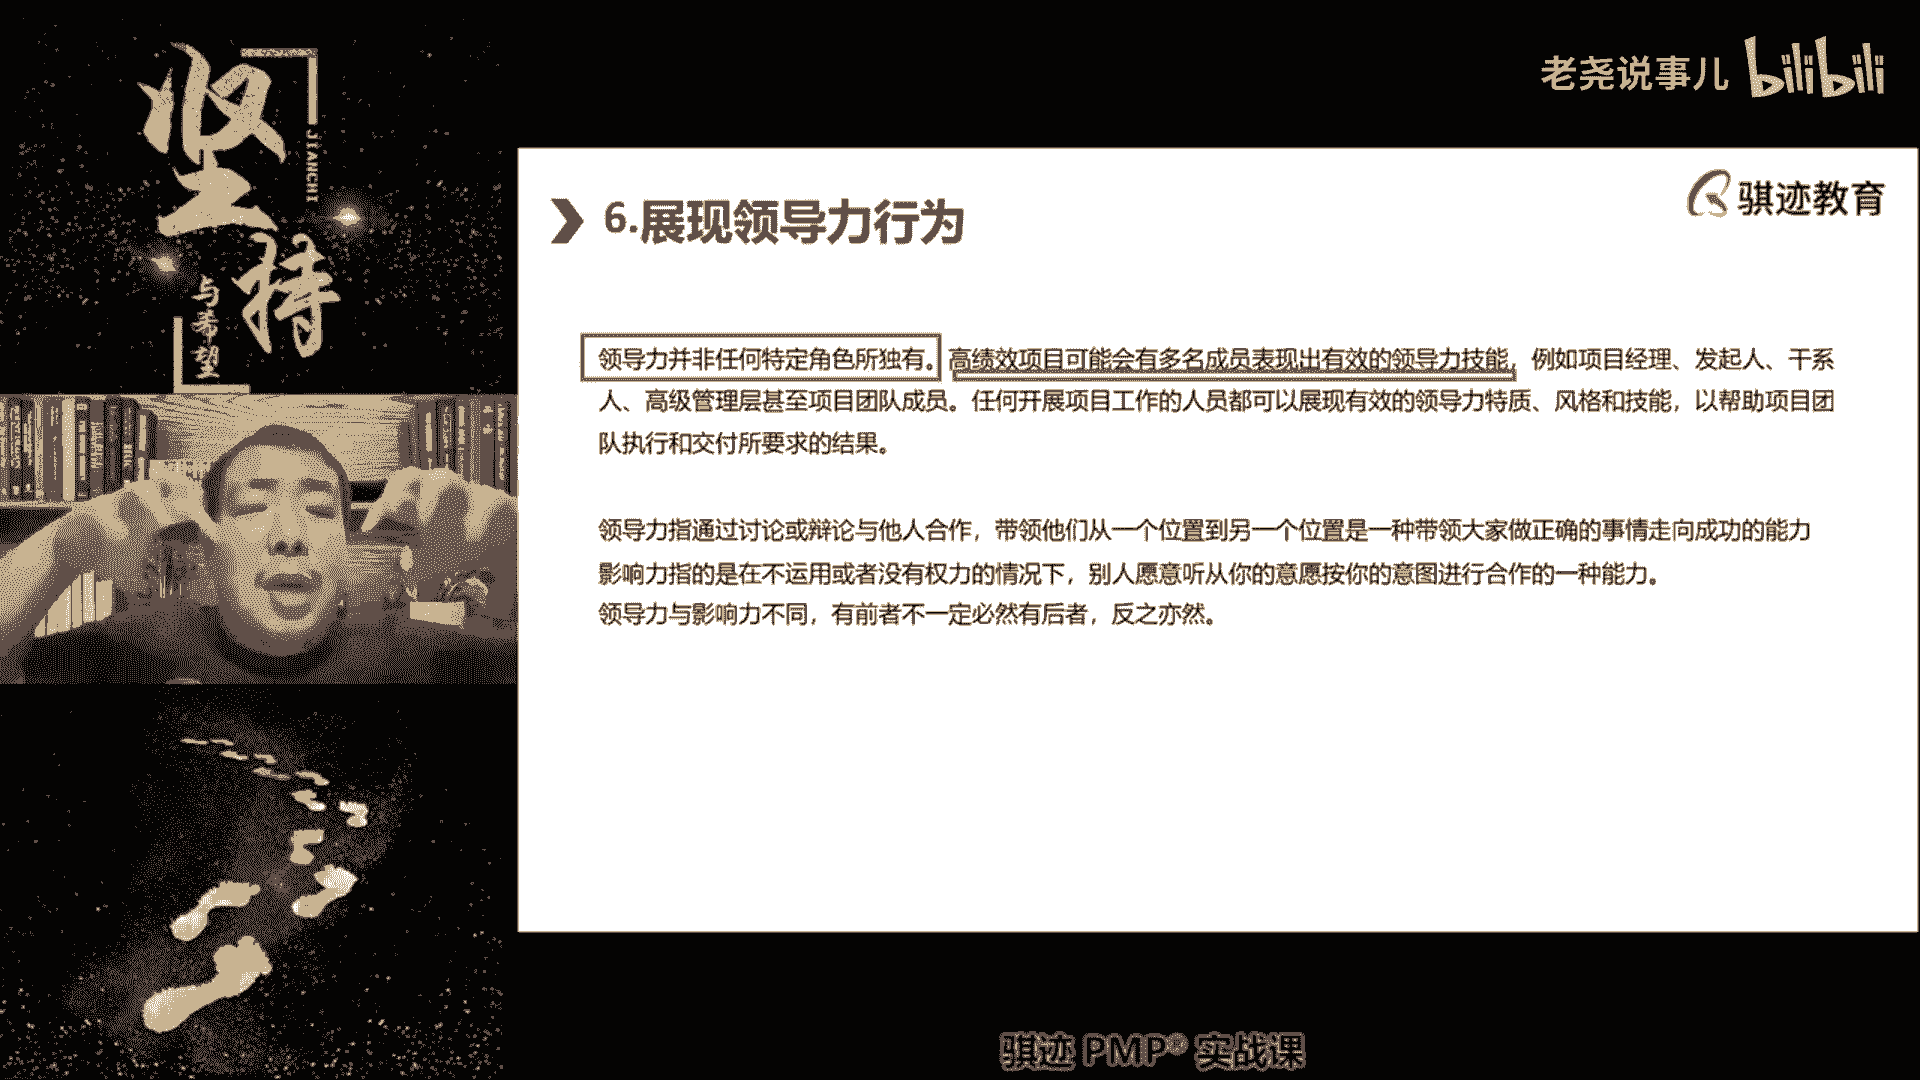 坚持
JIANCHI
与希望
老尧说事儿 bilibili
骐迹教育
6.展现领导力行为
领导力并非任何特定角色所独有。高绩效项目可能会有多名成员表现出有效的领导力技能，例如项目经理、发起人、干系
人、高级管理层甚至项目团队成员。任何开展项目工作的人员都可以展现有效的领导力特质、风格和技能，以帮助项目团
队执行和交付所要求的结果。
领导力指通过讨论或辩论与他人合作，带领他们从一个位置到另一个位置是一种带领大家做正确的事情走向成功的能力
影响力指的是在不运用或者没有权力的情况下，别人愿意听从你的意愿按你的意图进行合作的一种能力。
领导力与影响力不同，有前者不一定必然有后者，反之亦然。
骐迹 PMP® 实战课